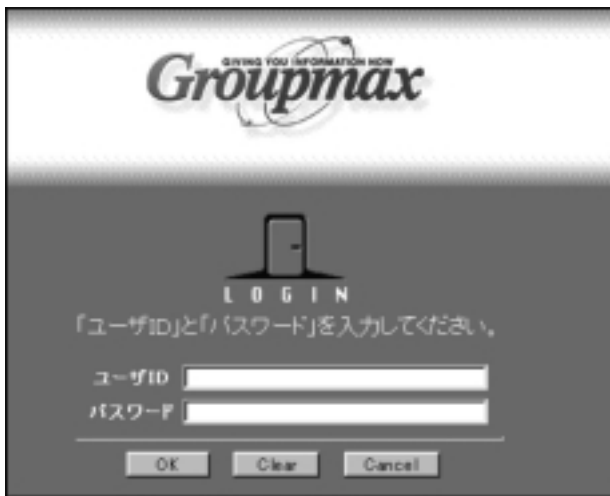 GIVING YOU INFORMATION NOW
Groupmax
LOGIN
「ユーザID」と「パスワード」を入力してください。
ユーザID
パスワード
OK Clear Cancel